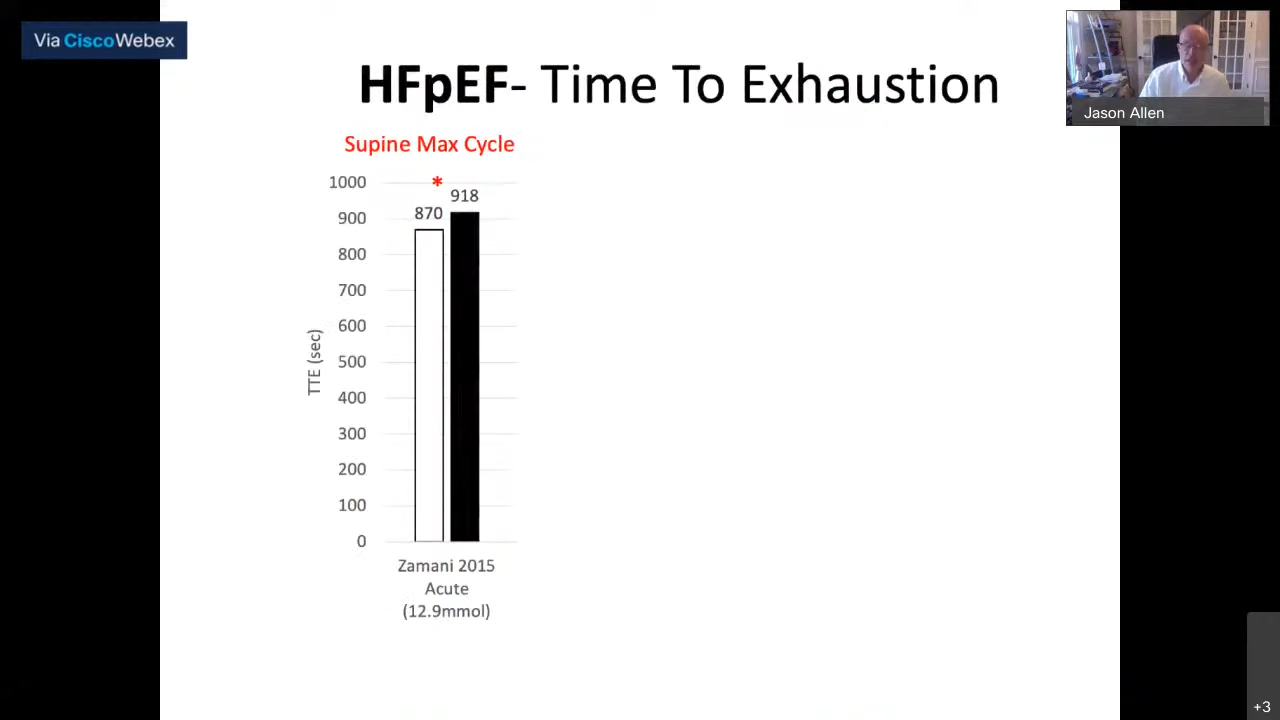 Via CiscoWebex
HFpEF- Time To Exhaustion
Jason Allen
Supine Max Cycle
*
1000
900
800
700
600
500
400
300
200
100
0
870
918
TTE (sec)
Zamani 2015
Acute
(12.9mmol)
+3